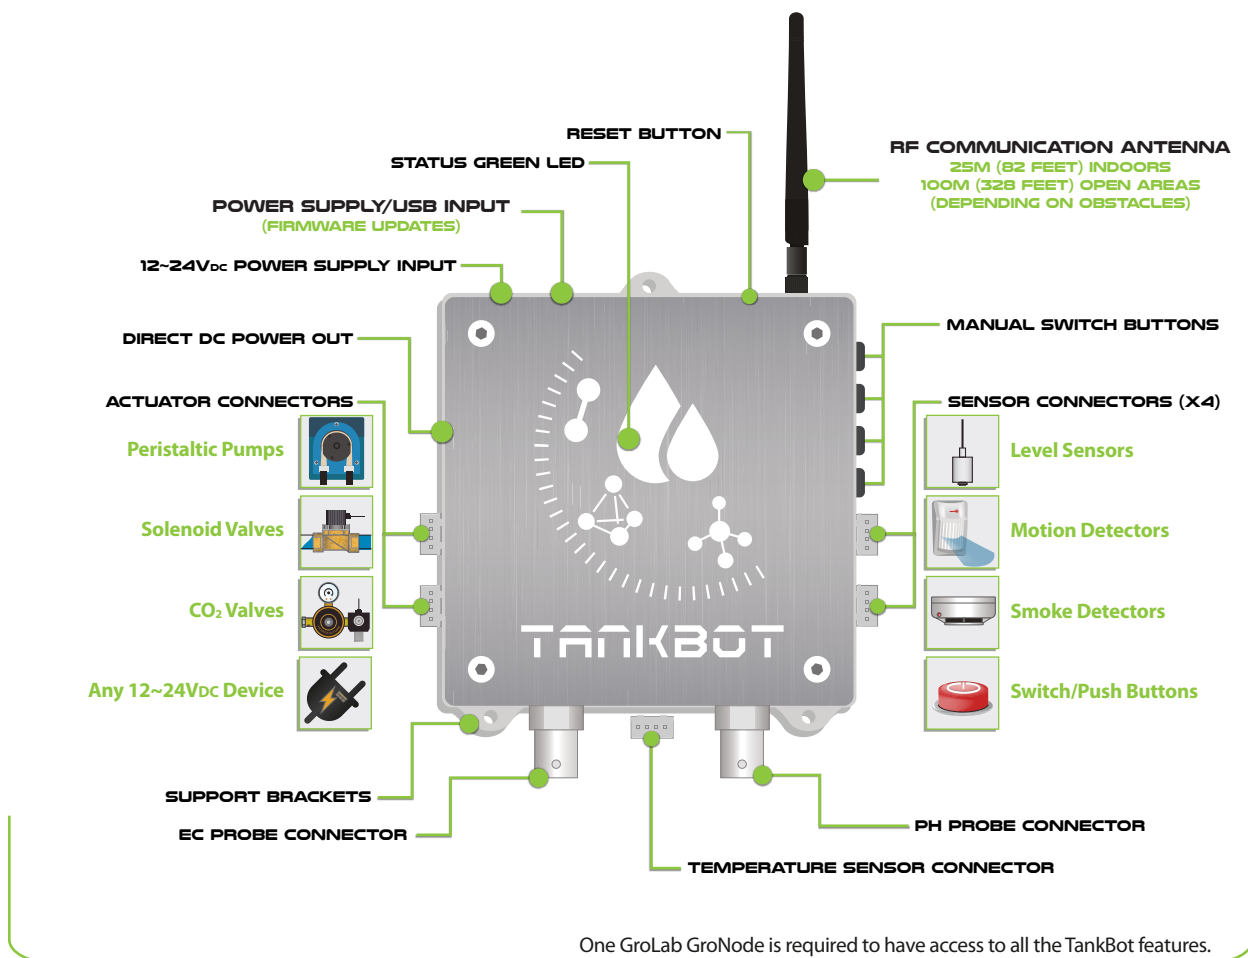 RESET BUTTON
STATUS GREEN LED
RF COMMUNICATION ANTENNA
25M (82 FEET) INDOORS
100M (328 FEET) OPEN AREAS
(DEPENDING ON OBSTACLES)
POWER SUPPLY/USB INPUT
(FIRMWARE UPDATES)
12~24VDC POWER SUPPLY INPUT
DIRECT DC POWER OUT
MANUAL SWITCH BUTTONS
ACTUATOR CONNECTORS
SENSOR CONNECTORS (X4)
Peristaltic Pumps
Level Sensors
Solenoid Valves
Motion Detectors
CO₂ Valves
Smoke Detectors
TANKBOT
Any 12~24VDC Device
Switch/Push Buttons
SUPPORT BRACKETS
EC PROBE CONNECTOR
PH PROBE CONNECTOR
TEMPERATURE SENSOR CONNECTOR
One GroLab GroNode is required to have access to all the TankBot features.